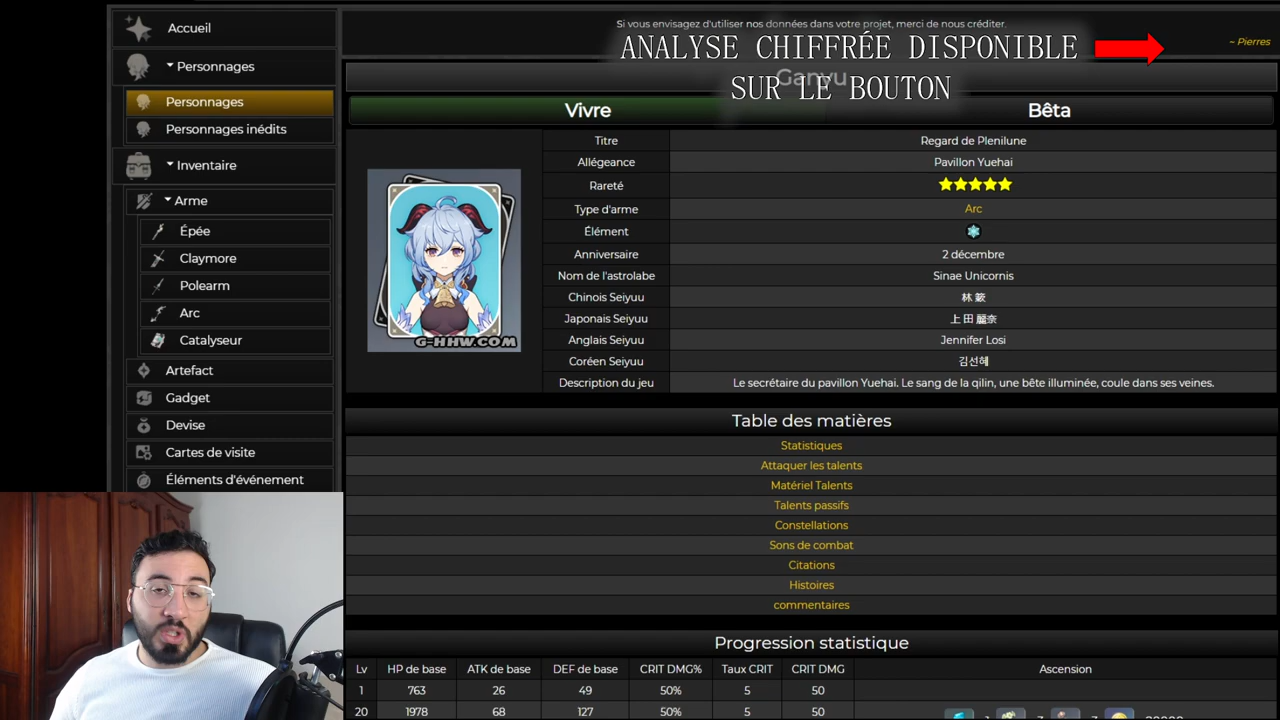 Accueil
Personnages
Personnages
Personnages inédits
Inventaire
Arme
Épée
Claymore
Polearm
Arc
Catalyseur
Artefact
Gadget
Devise
Cartes de visite
Éléments d'événement
Si vous envisagez d'utiliser nos données dans votre projet, merci de nous créditer.
~ Pierres
ANALYSE CHIFFRÉE DISPONIBLE
SUR LE BOUTON
Ganyu
Vivre Bêta
G-HHW.COM
Titre Regard de Plenilune
Allégeance Pavillon Yuehai
Rareté
Type d'arme Arc
Élément
Anniversaire 2 décembre
Nom de l'astrolabe Sinae Unicornis
Chinois Seiyuu 林 簌
Japonais Seiyuu 上 田 麗奈
Anglais Seiyuu Jennifer Losi
Coréen Seiyuu 김선혜
Description du jeu Le secrétaire du pavillon Yuehai. Le sang de la qilin, une bête illuminée, coule dans ses veines.
Table des matières
Statistiques
Attaquer les talents
Matériel Talents
Talents passifs
Constellations
Sons de combat
Citations
Histoires
commentaires
Progression statistique
Lv HP de base ATK de base DEF de base CRIT DMG% Taux CRIT CRIT DMG Ascension
1 763 26 49 50% 5 50
20 1978 68 127 50% 5 50